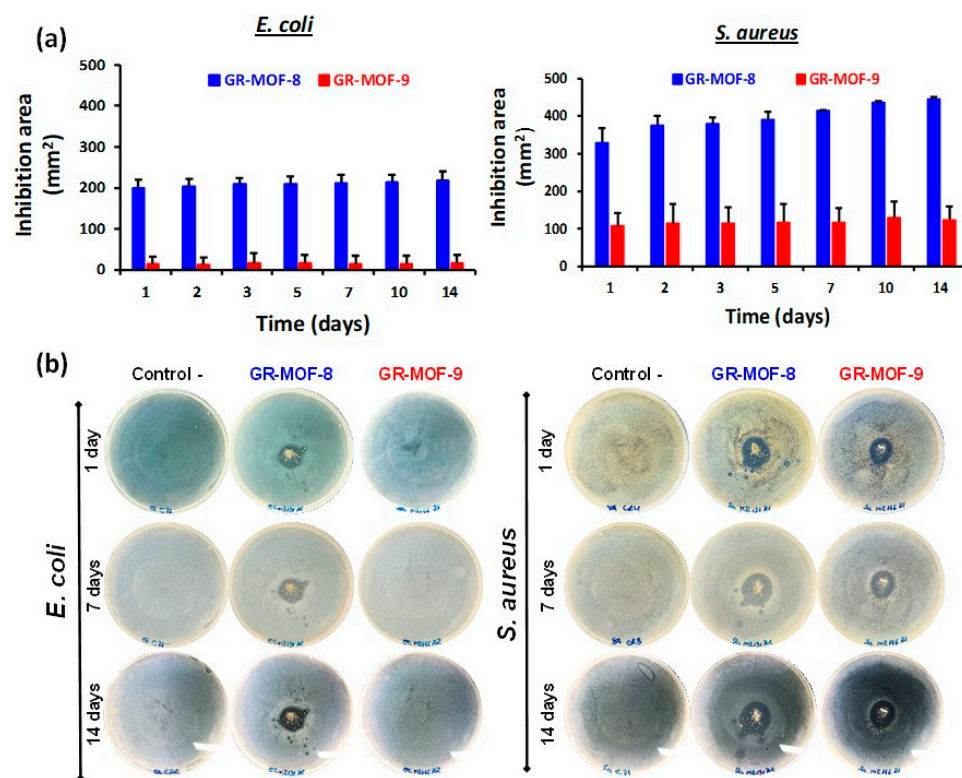 (a)
E. coli
GR-MOF-8 GR-MOF-9
Inhibition area
(mm²)
500
400
300
200
100
0
1 2 3 5 7 10 14
Time (days)
S. aureus
GR-MOF-8 GR-MOF-9
Inhibition area
(mm²)
500
400
300
200
100
0
1 2 3 5 7 10 14
Time (days)
(b)
Control - GR-MOF-8 GR-MOF-9
E. coli
1 day
7 days
14 days
Control - GR-MOF-8 GR-MOF-9
S. aureus
1 day
7 days
14 days